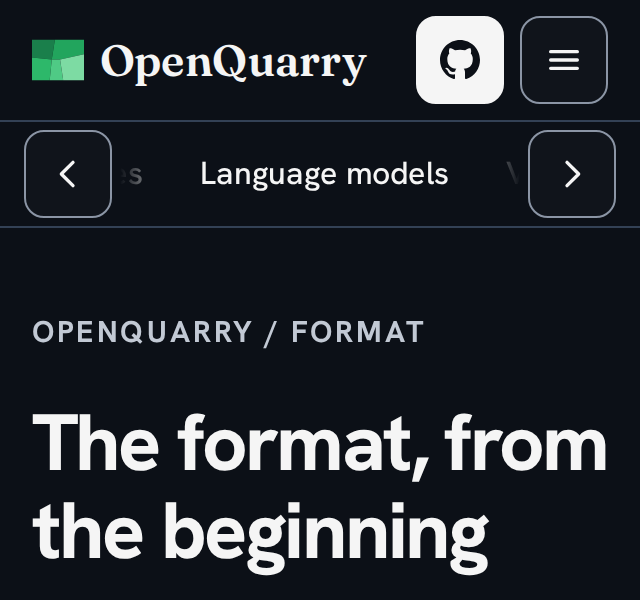 OpenQuarry
Language models
OPENQUARRY / FORMAT
The format, from
the beginning